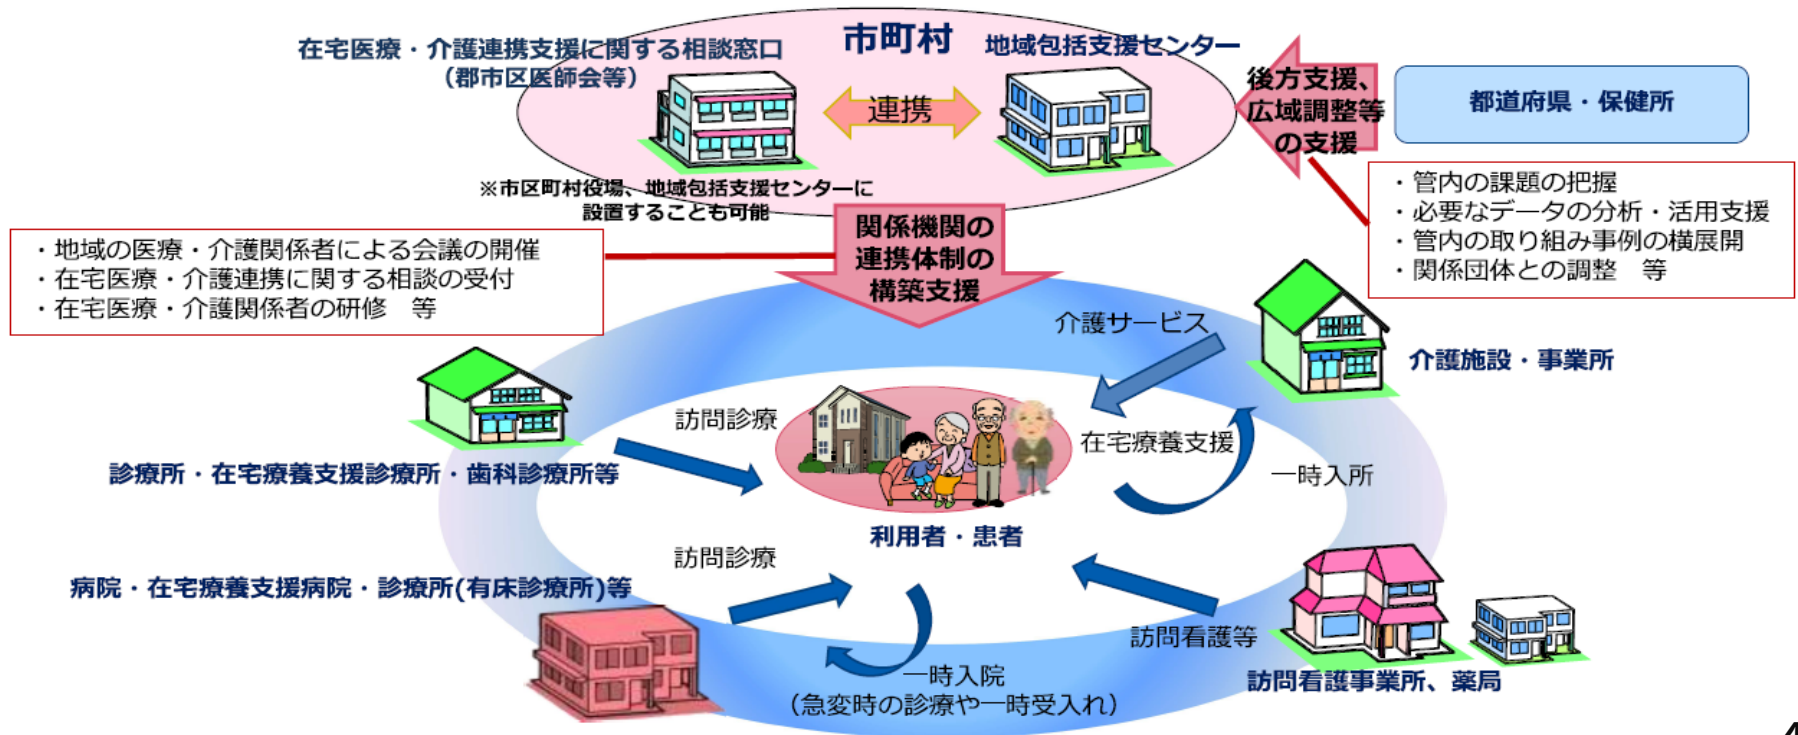 市町村
在宅医療・介護連携支援に関する相談窓口
（郡市区医師会等）
地域包括支援センター
連携
※市区町村役場、地域包括支援センターに
設置することも可能
後方支援、
広域調整等
の支援
都道府県・保健所
・管内の課題の把握
・必要なデータの分析・活用支援
・管内の取り組み事例の横展開
・関係団体との調整　等
関係機関の
連携体制の
構築支援
・地域の医療・介護関係者による会議の開催
・在宅医療・介護連携に関する相談の受付
・在宅医療・介護関係者の研修　等
介護サービス
介護施設・事業所
訪問診療
在宅療養支援
一時入所
診療所・在宅療養支援診療所・歯科診療所等
利用者・患者
訪問診療
病院・在宅療養支援病院・診療所(有床診療所)等
訪問看護等
一時入院
（急変時の診療や一時受入れ）
訪問看護事業所、薬局